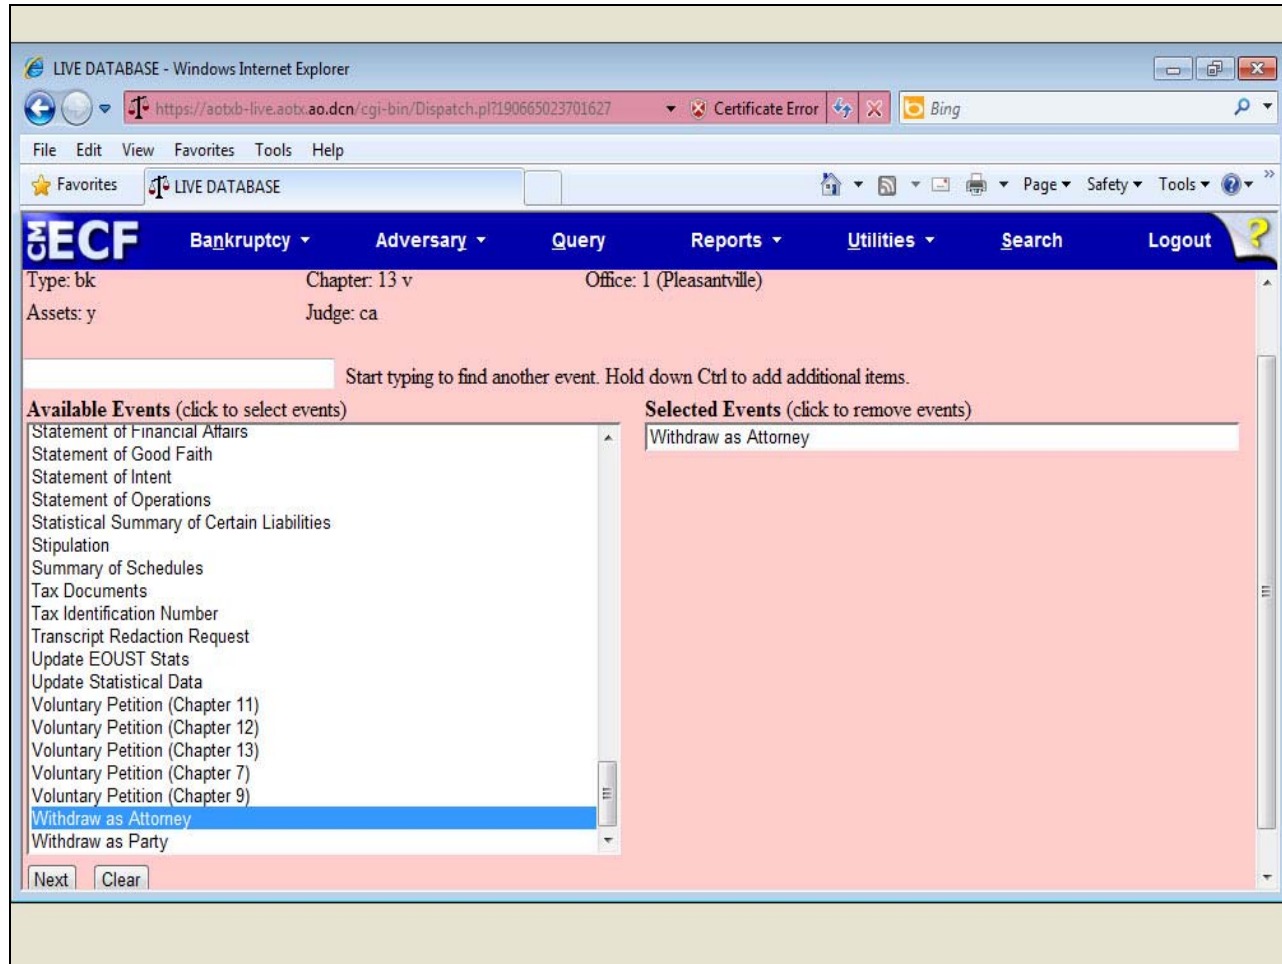 LIVE DATABASE - Windows Internet Explorer
https://aotxb-live.aotx.ao.dcn/cgi-bin/Dispatch.pl?190665023701627 Certificate Error Bing
File Edit View Favorites Tools Help
Favorites LIVE DATABASE Page Safety Tools
CM ECF Bankruptcy Adversary Query Reports Utilities Search Logout ?
Type: bk Chapter: 13 v Office: 1 (Pleasantville)
Assets: y Judge: ca
Start typing to find another event. Hold down Ctrl to add additional items.
Available Events (click to select events) Selected Events (click to remove events)
Statement of Financial Affairs Withdraw as Attorney
Statement of Good Faith
Statement of Intent
Statement of Operations
Statistical Summary of Certain Liabilities
Stipulation
Summary of Schedules
Tax Documents
Tax Identification Number
Transcript Redaction Request
Update EOUST Stats
Update Statistical Data
Voluntary Petition (Chapter 11)
Voluntary Petition (Chapter 12)
Voluntary Petition (Chapter 13)
Voluntary Petition (Chapter 7)
Voluntary Petition (Chapter 9)
Withdraw as Attorney
Withdraw as Party
Next Clear